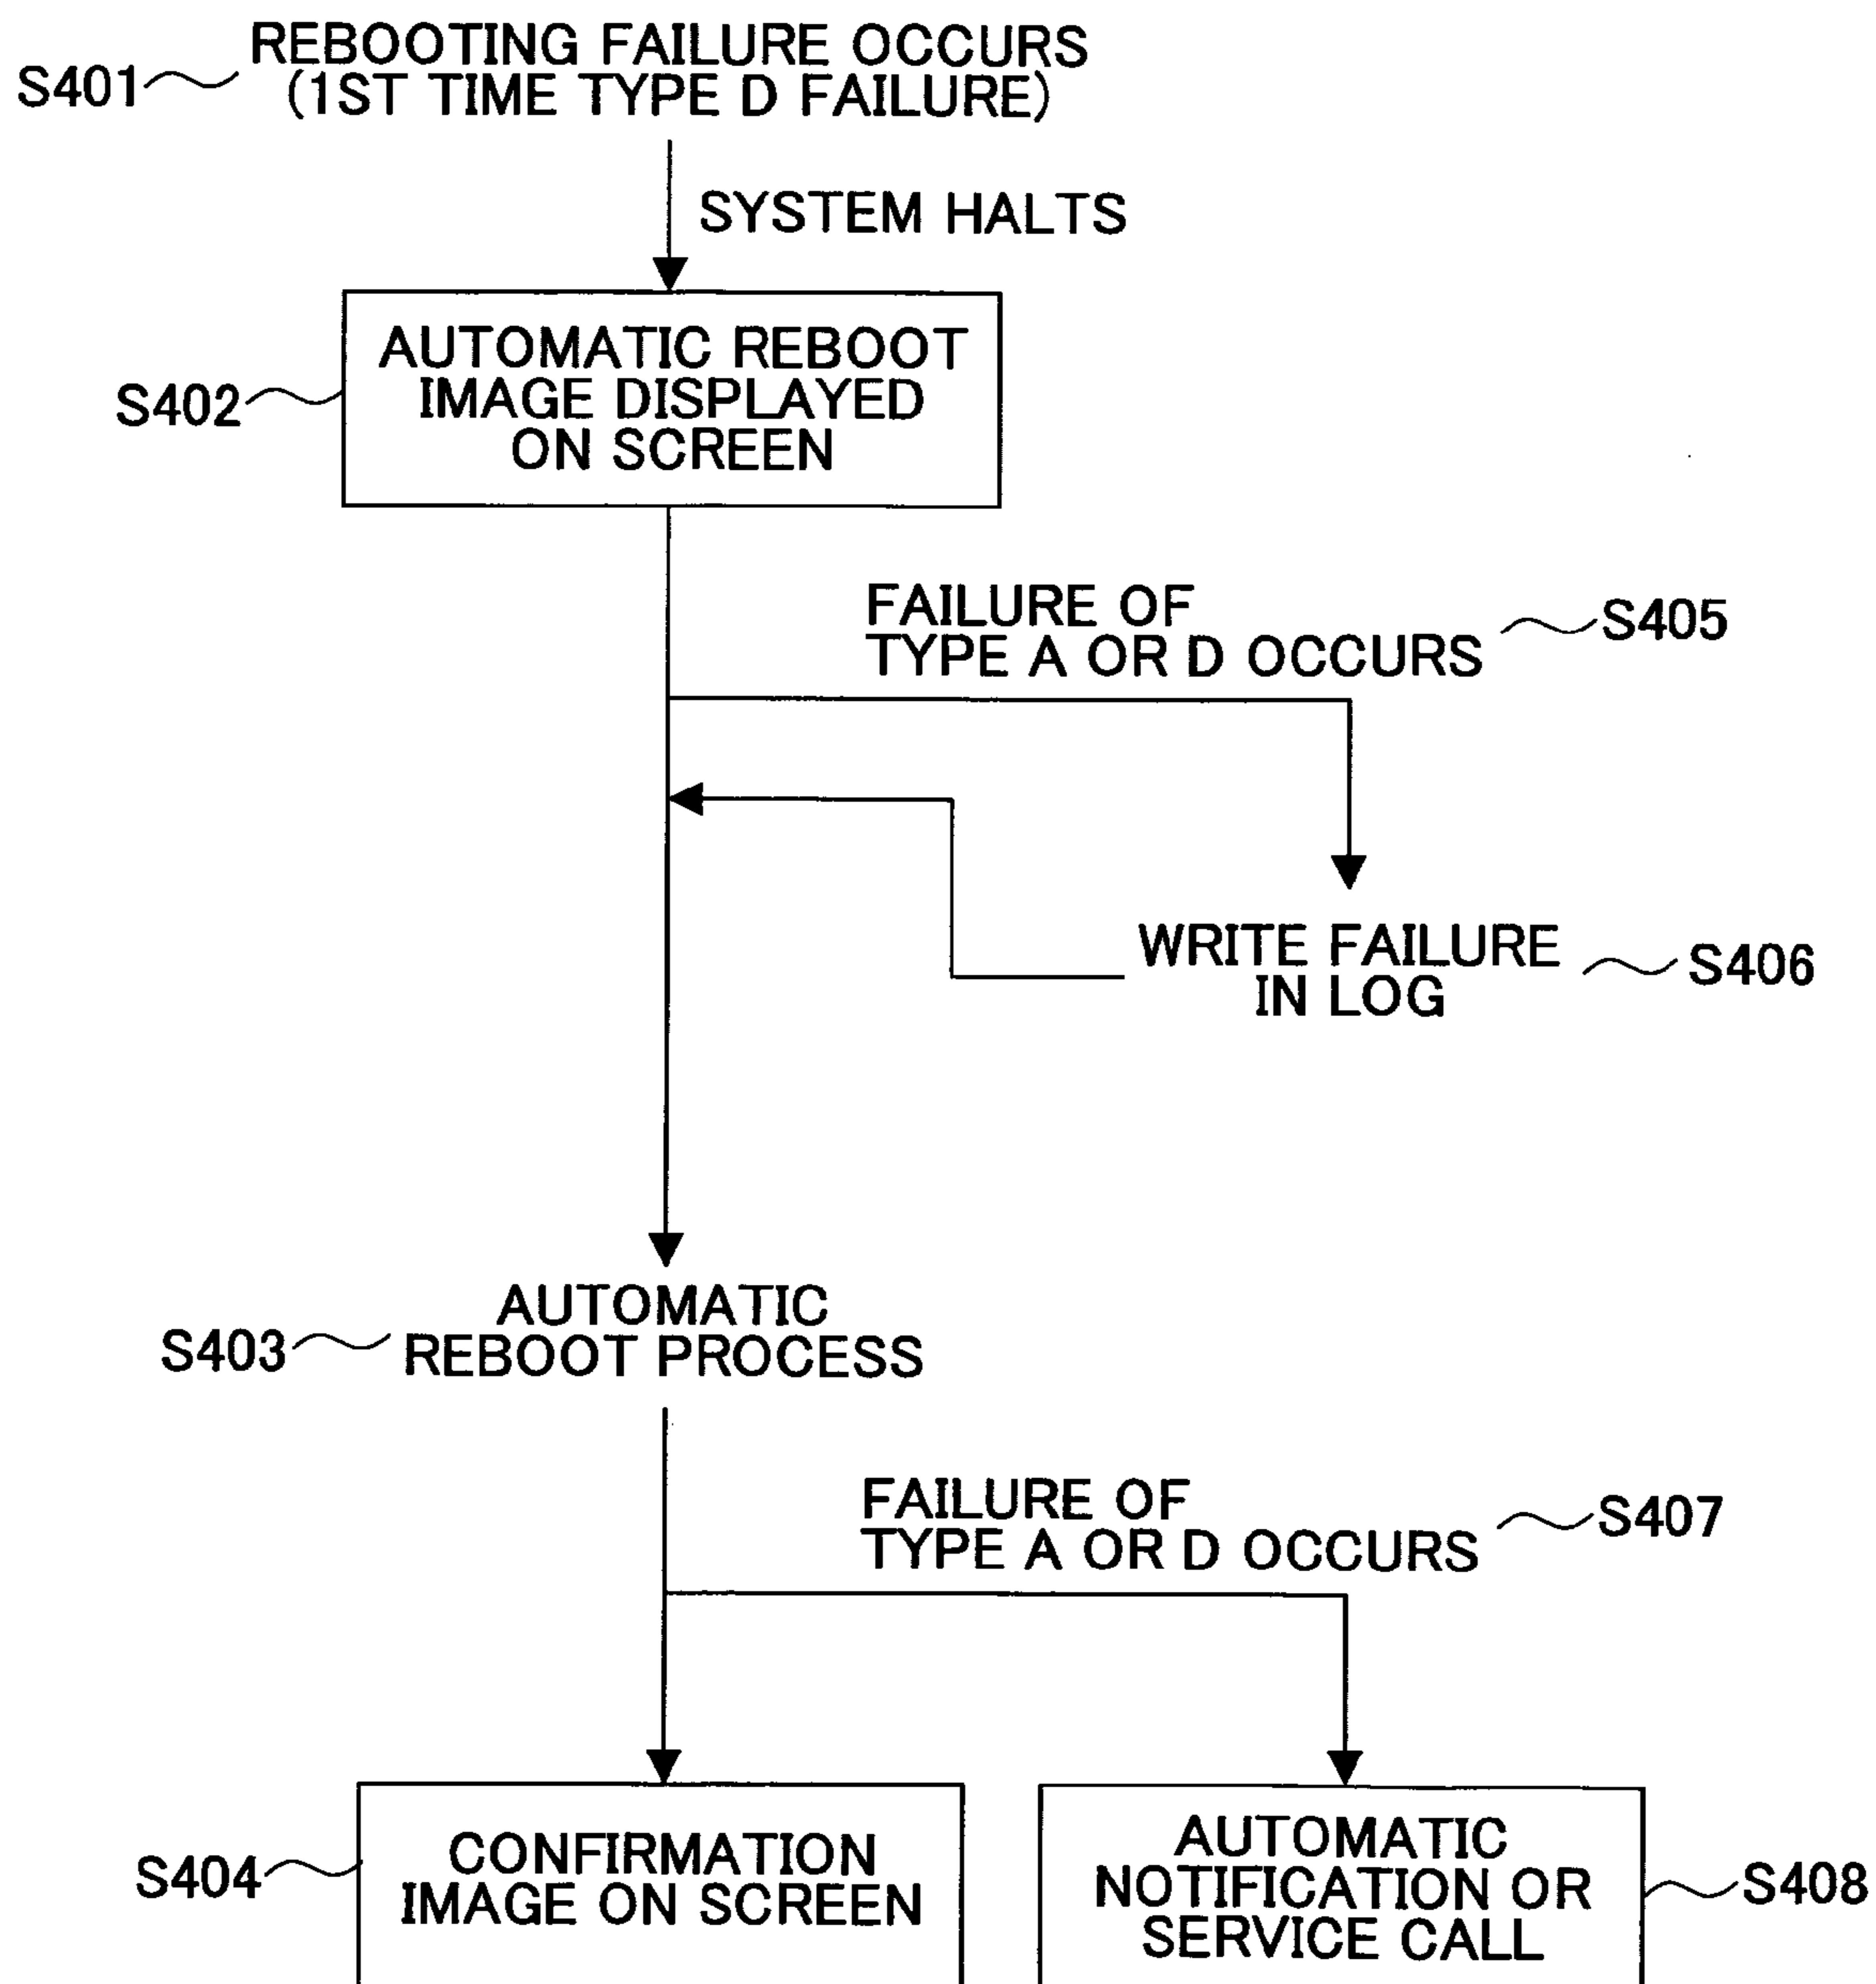 REBOOTING FAILURE OCCURS
S401
(1ST TIME TYPE D FAILURE)
SYSTEM HALTS
AUTOMATIC REBOOT
IMAGE DISPLAYED
S402
ON SCREEN
FAILURE OF
S405
TYPE A OR D OCCURS
WRITE FAILURE
S406
IN LOG
AUTOMATIC
S403
REBOOT PROCESS
FAILURE OF
S407
TYPE A OR D OCCURS
CONFIRMATION
S404
IMAGE ON SCREEN
AUTOMATIC
NOTIFICATION OR
S408
SERVICE CALL